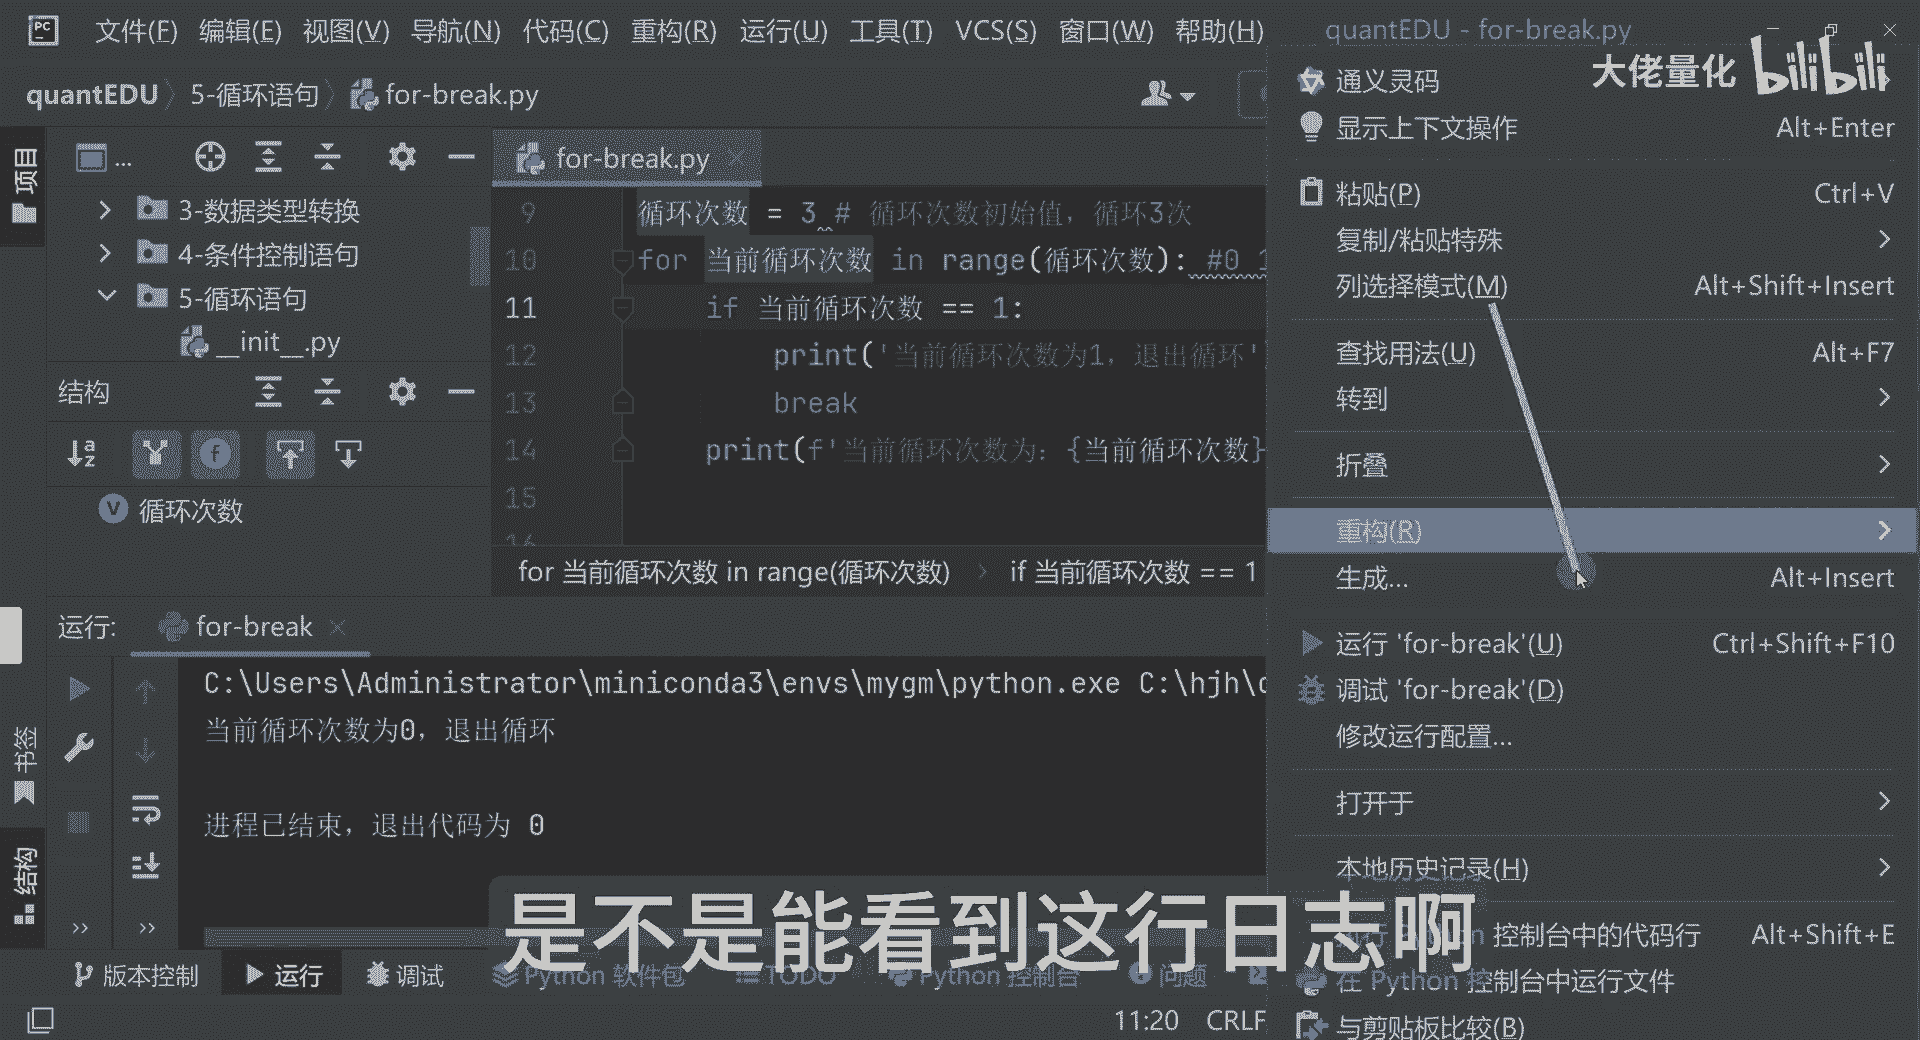 文件(F) 编辑(E) 视图(V) 导航(N) 代码(C) 重构(R) 运行(U) 工具(T) VCS(S) 窗口(W) 帮助(H) quantEDU - for-break.py
大佬量化 bilibili
quantEDU 5-循环语句 for-break.py
项目
...
for-break.py
3-数据类型转换
4-条件控制语句
5-循环语句
__init__.py
结构
循环次数
9 循环次数 = 3 # 循环次数初始值，循环3次
10 for 当前循环次数 in range(循环次数): #0
11 if 当前循环次数 == 1:
12 print('当前循环次数为1，退出循环'
13 break
14 print(f'当前循环次数为：{当前循环次数}
15
16
for 当前循环次数 in range(循环次数) if 当前循环次数 == 1
通义灵码
显示上下文操作 Alt+Enter
粘贴(P) Ctrl+V
复制/粘贴特殊
列选择模式(M) Alt+Shift+Insert
查找用法(U) Alt+F7
转到
折叠
重构(R)
生成... Alt+Insert
运行 'for-break'(U) Ctrl+Shift+F10
调试 'for-break'(D)
修改运行配置...
打开于
本地历史记录(H)
控制台中的代码行 Alt+Shift+E
在 Python 控制台中运行文件
与剪贴板比较(B)
运行: for-break
C:\Users\Administrator\miniconda3\envs\mygm\python.exe C:\hjh\
当前循环次数为0，退出循环
进程已结束，退出代码为 0
书签
结构
是不是能看到这行日志啊
版本控制 运行 调试 Python 软件包 TODO Python 控制台 问题
11:20 CRLF